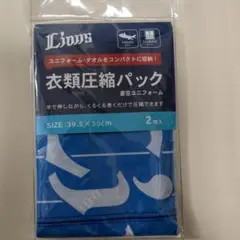 Lions
ユニフォーム・タオルをコンパクトに収納!
衣類圧縮パック
蒼空ユニフォーム
手で押しながら、くるくる巻くだけで圧縮できます
SIZE:39.5×50cm
2枚入